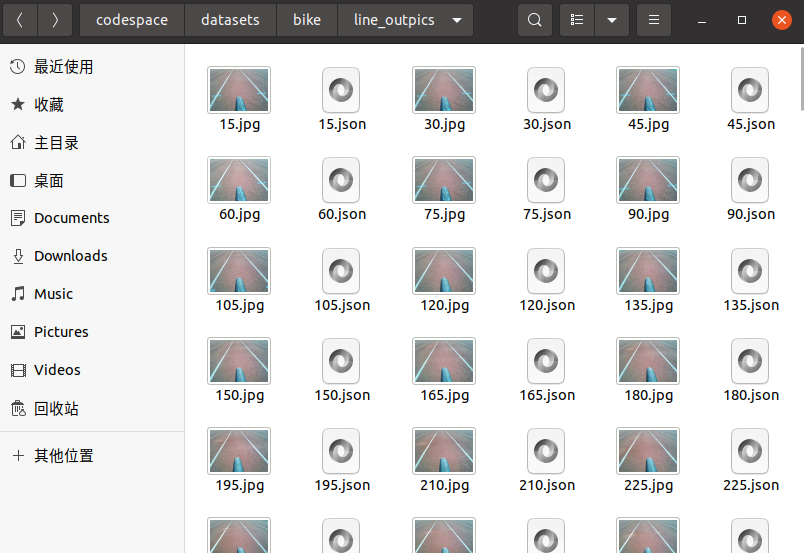 codespace datasets bike line_outpics
最近使用
收藏
主目录
桌面
Documents
Downloads
Music
Pictures
Videos
回收站
其他位置
15.jpg 15.json 30.jpg 30.json 45.jpg 45.json
60.jpg 60.json 75.jpg 75.json 90.jpg 90.json
105.jpg 105.json 120.jpg 120.json 135.jpg 135.json
150.jpg 150.json 165.jpg 165.json 180.jpg 180.json
195.jpg 195.json 210.jpg 210.json 225.jpg 225.json